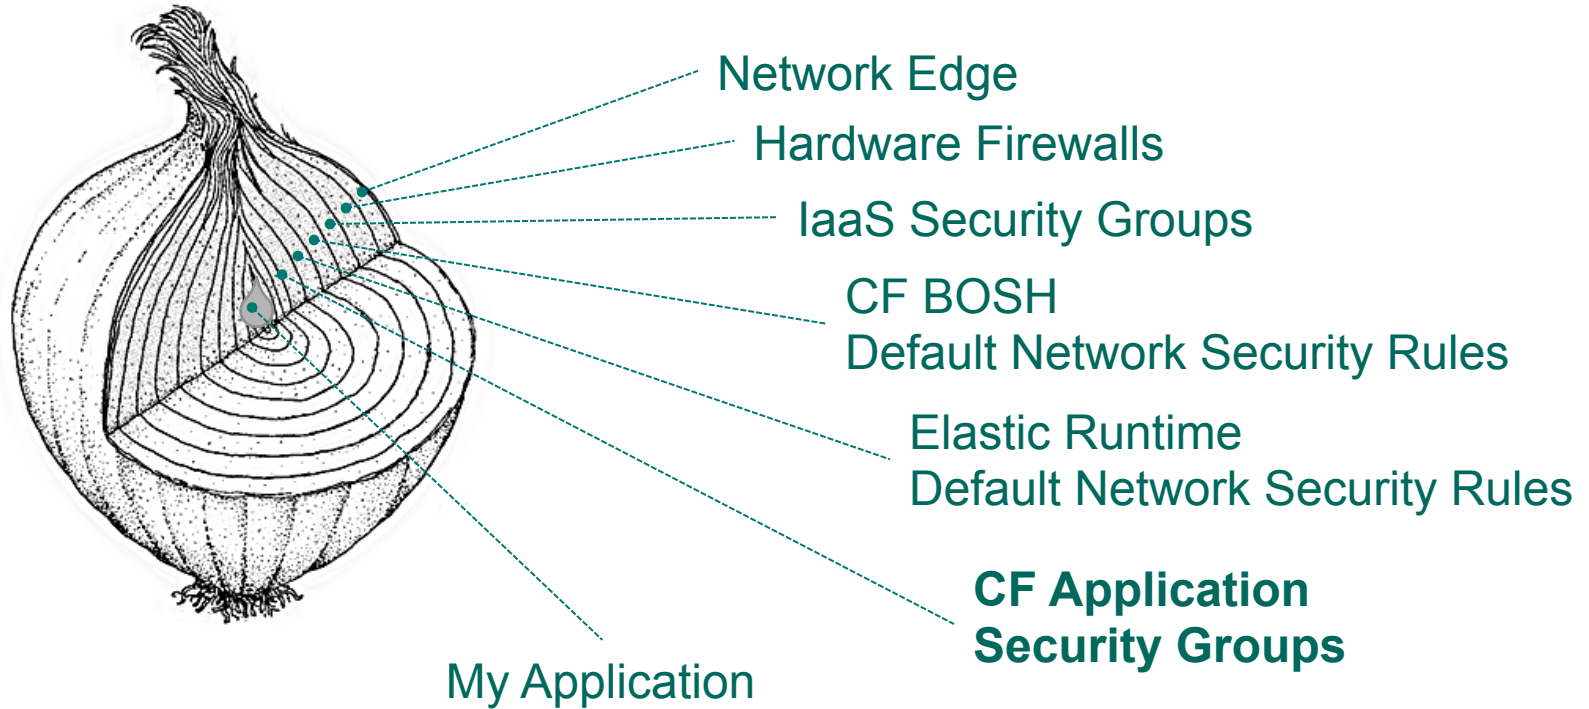 Network Edge
Hardware Firewalls
IaaS Security Groups
CF BOSH
Default Network Security Rules
Elastic Runtime
Default Network Security Rules
CF Application
Security Groups
My Application